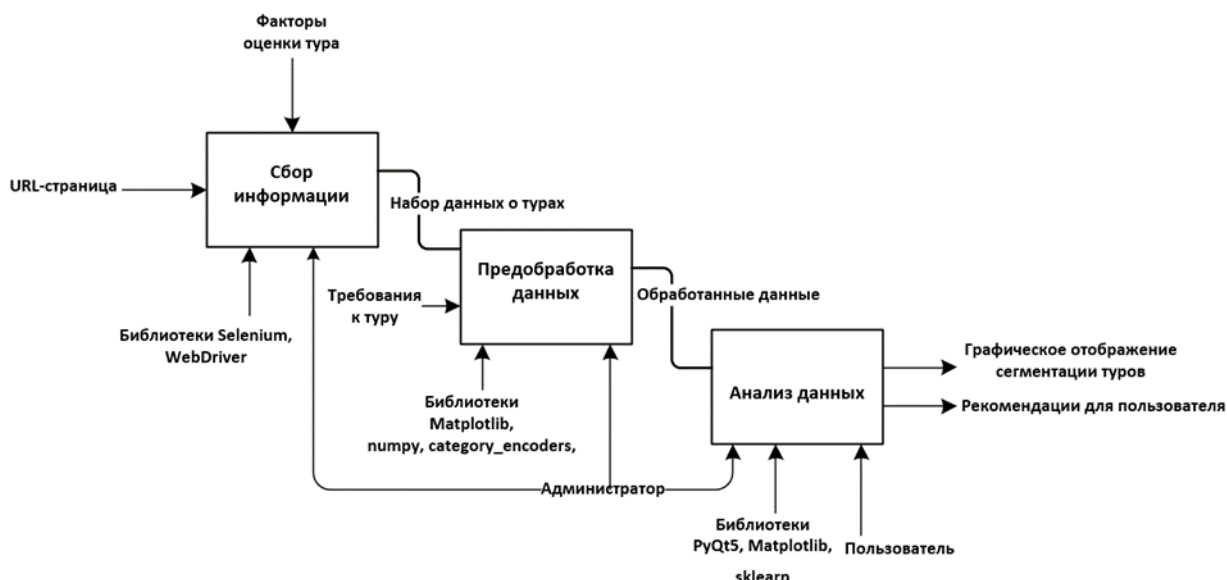 Факторы
оценки тура
Сбор
информации
URL-страница
Набор данных о турах
Предобработка
данных
Требования
к туру
Обработанные данные
Библиотеки Selenium,
WebDriver
Графическое отображение
сегментации туров
Анализ данных
Рекомендации для пользователя
Библиотеки
Matplotlib,
numpy, category_encoders,
Администратор
Библиотеки
PyQt5, Matplotlib,
sklearn
Пользователь